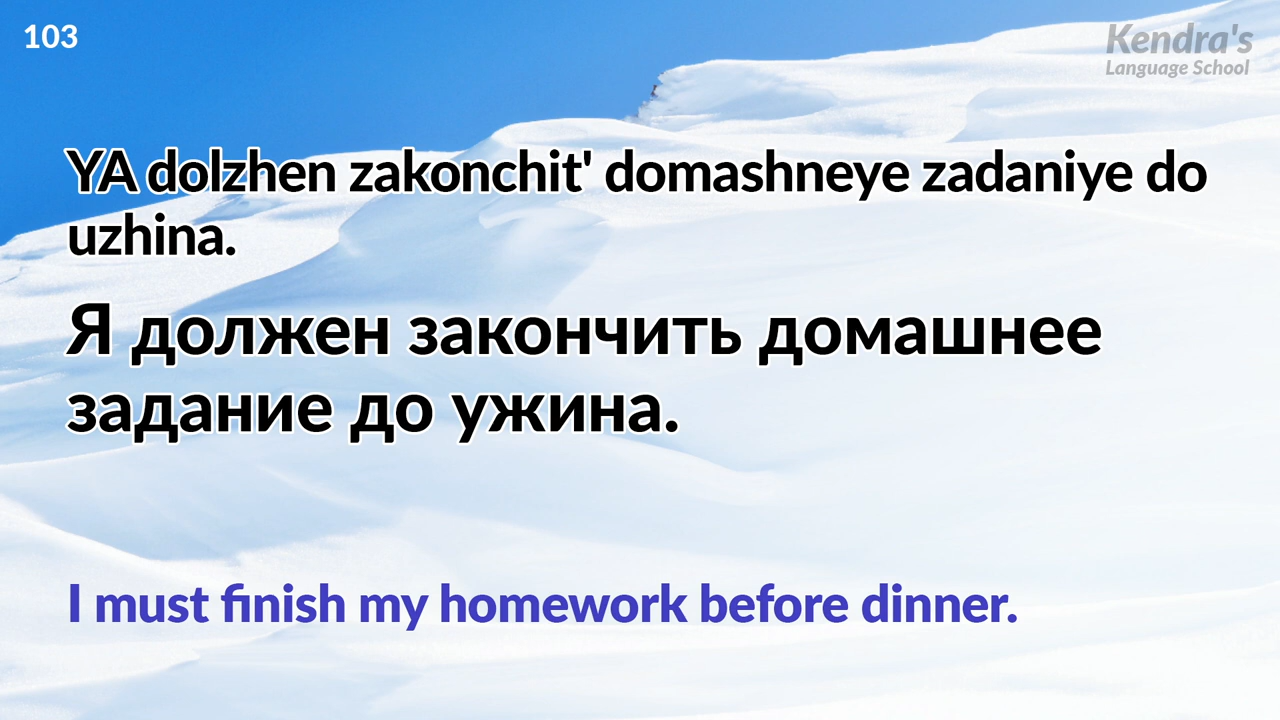 103
Kendra's
Language School
YA dolzhen zakonchit' domashneye zadaniye do
uzhina.
Я должен закончить домашнее
задание до ужина.
I must finish my homework before dinner.